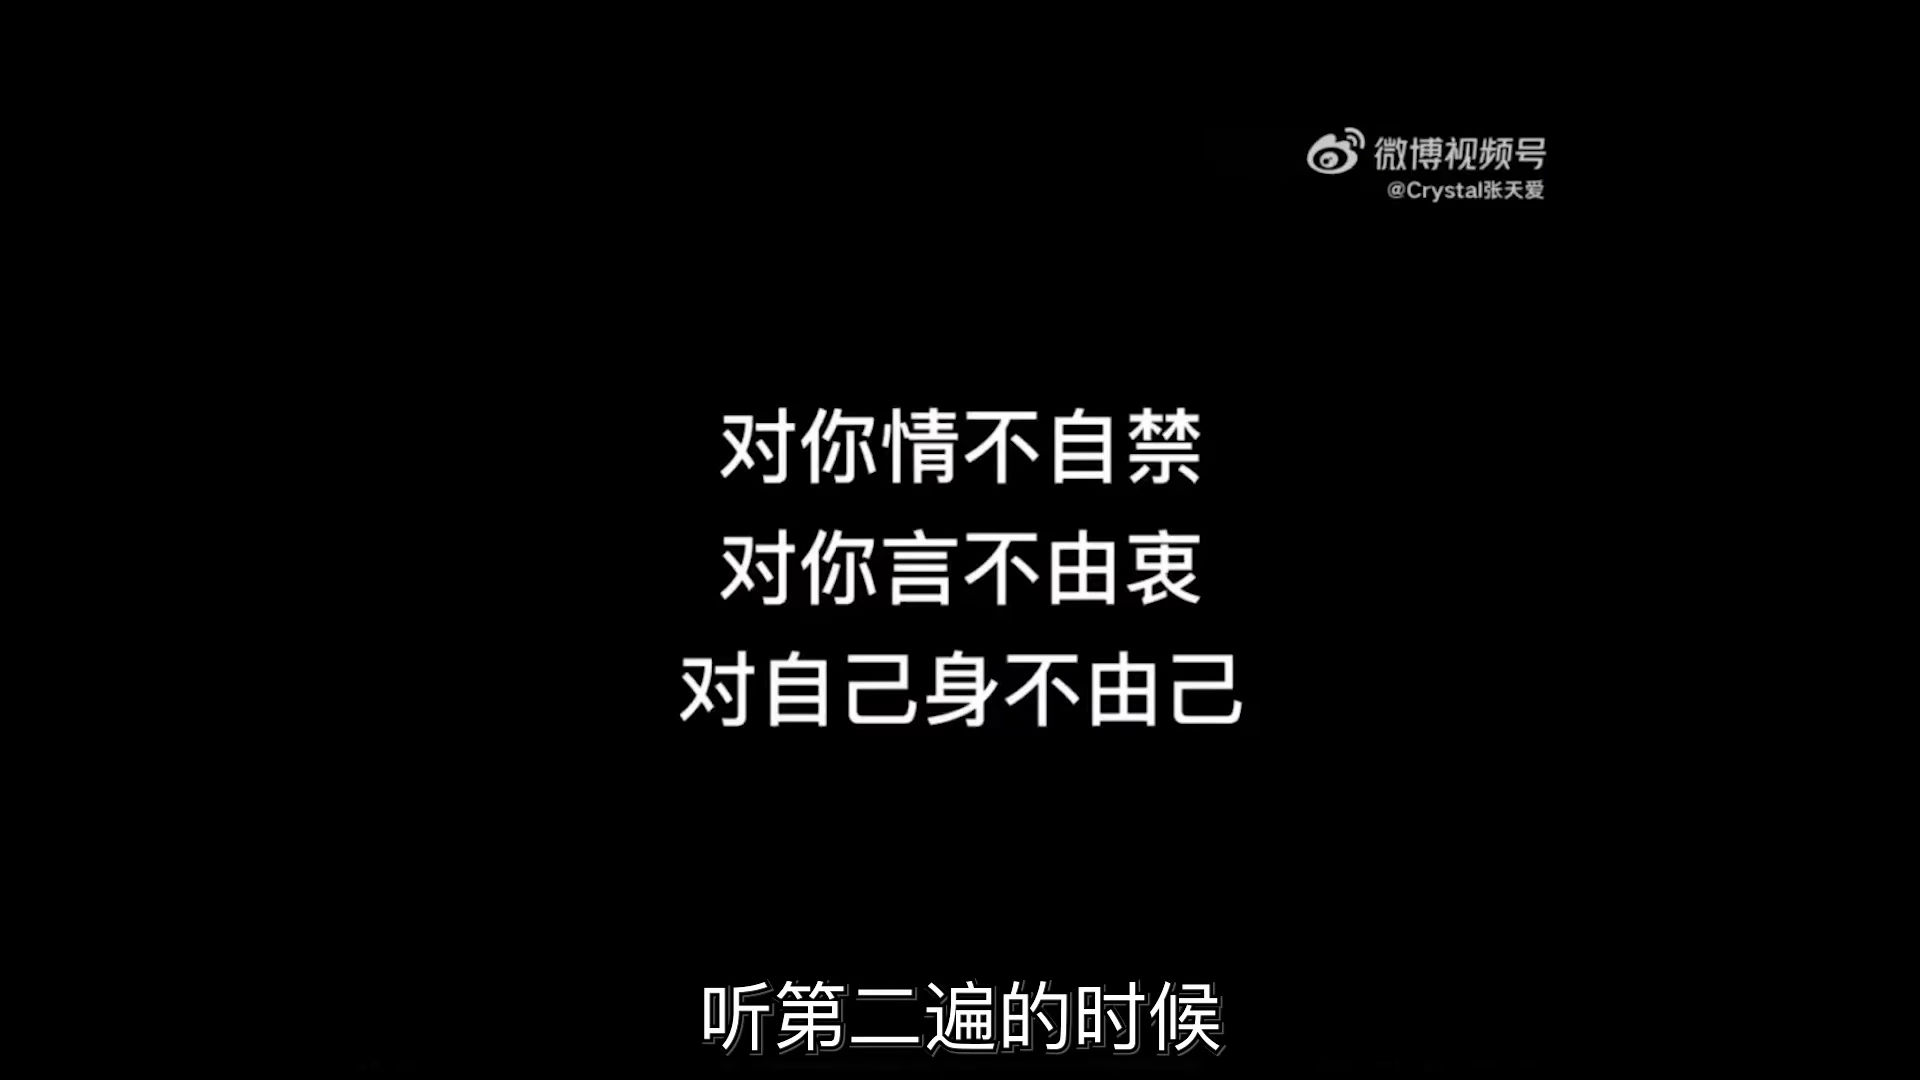 微博视频号
@Crystal张天爱
对你情不自禁
对你言不由衷
对自己身不由己
听第二遍的时候